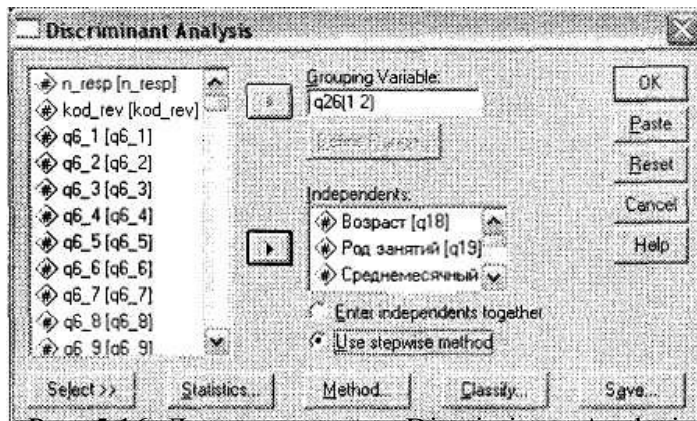 Discriminant Analysis
n_resp [n_resp]
kod_rev [kod_rev]
q6_1 [q6_1]
q6_2 [q6_2]
q6_3 [q6_3]
q6_4 [q6_4]
q6_5 [q6_5]
q6_6 [q6_6]
q6_7 [q6_7]
q6_8 [q6_8]
q6_9 [q6_9]
Grouping Variable:
q26(1 2)
Independents:
Возраст [q18]
Род занятий [q19]
Среднемесячный
Enter independents together
Use stepwise method
OK
Paste
Reset
Cancel
Help
Select >>
Statistics...
Method...
Classify...
Save...